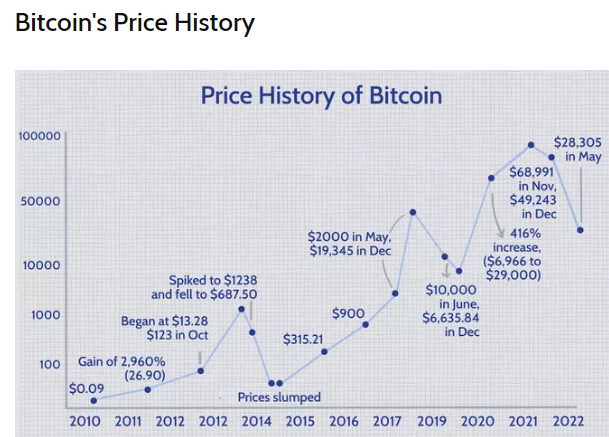 Bitcoin's Price History
Price History of Bitcoin
100000
50000
10000
1000
100
$0.09
Gain of 2,960%
(26.90)
Began at $13.28
$123 in Oct
Spiked to $1238
and fell to $687.50
Prices slumped
$315.21
$900
$2000 in May,
$19,345 in Dec
$10,000
in June,
$6,635.84
in Dec
416%
increase,
($6,966 to
$29,000)
$68,991
in Nov,
$49,243
in Dec
$28,305
in May
2010 2011 2012 2012 2014 2015 2016 2017 2019 2020 2021 2022